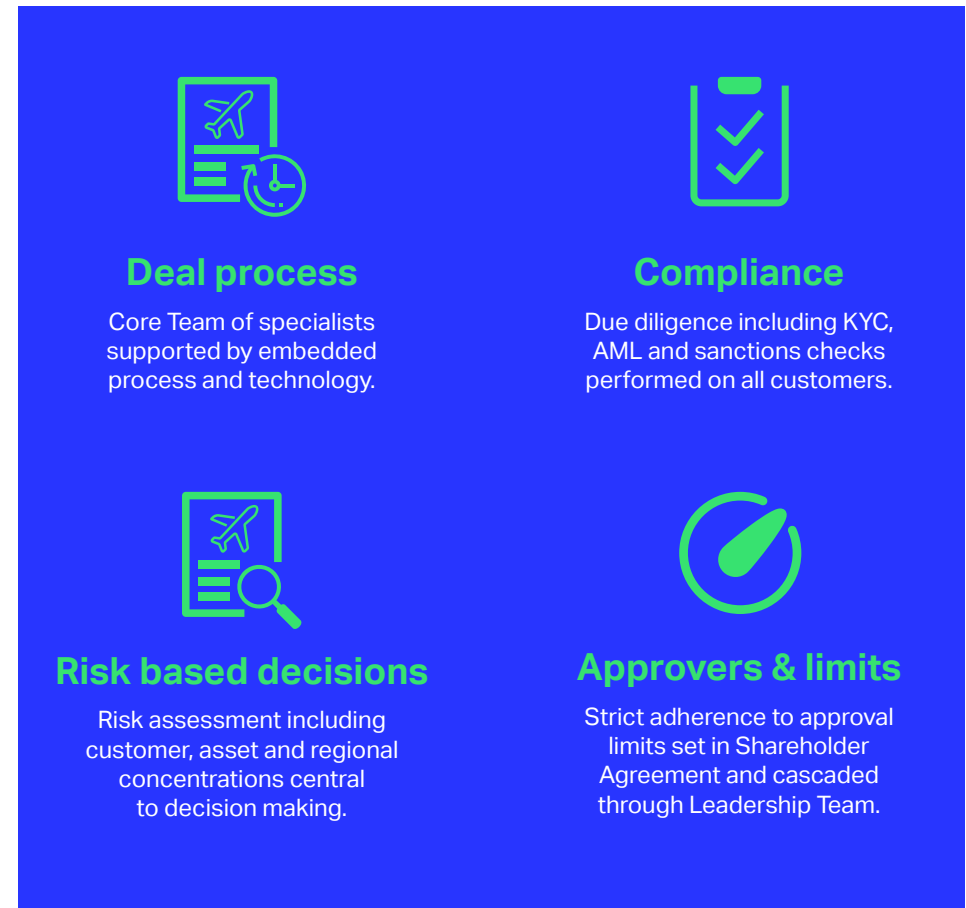 Deal process
Core Team of specialists
supported by embedded
process and technology.
Compliance
Due diligence including KYC,
AML and sanctions checks
performed on all customers.
Risk based decisions
Risk assessment including
customer, asset and regional
concentrations central
to decision making.
Approvers & limits
Strict adherence to approval
limits set in Shareholder
Agreement and cascaded
through Leadership Team.